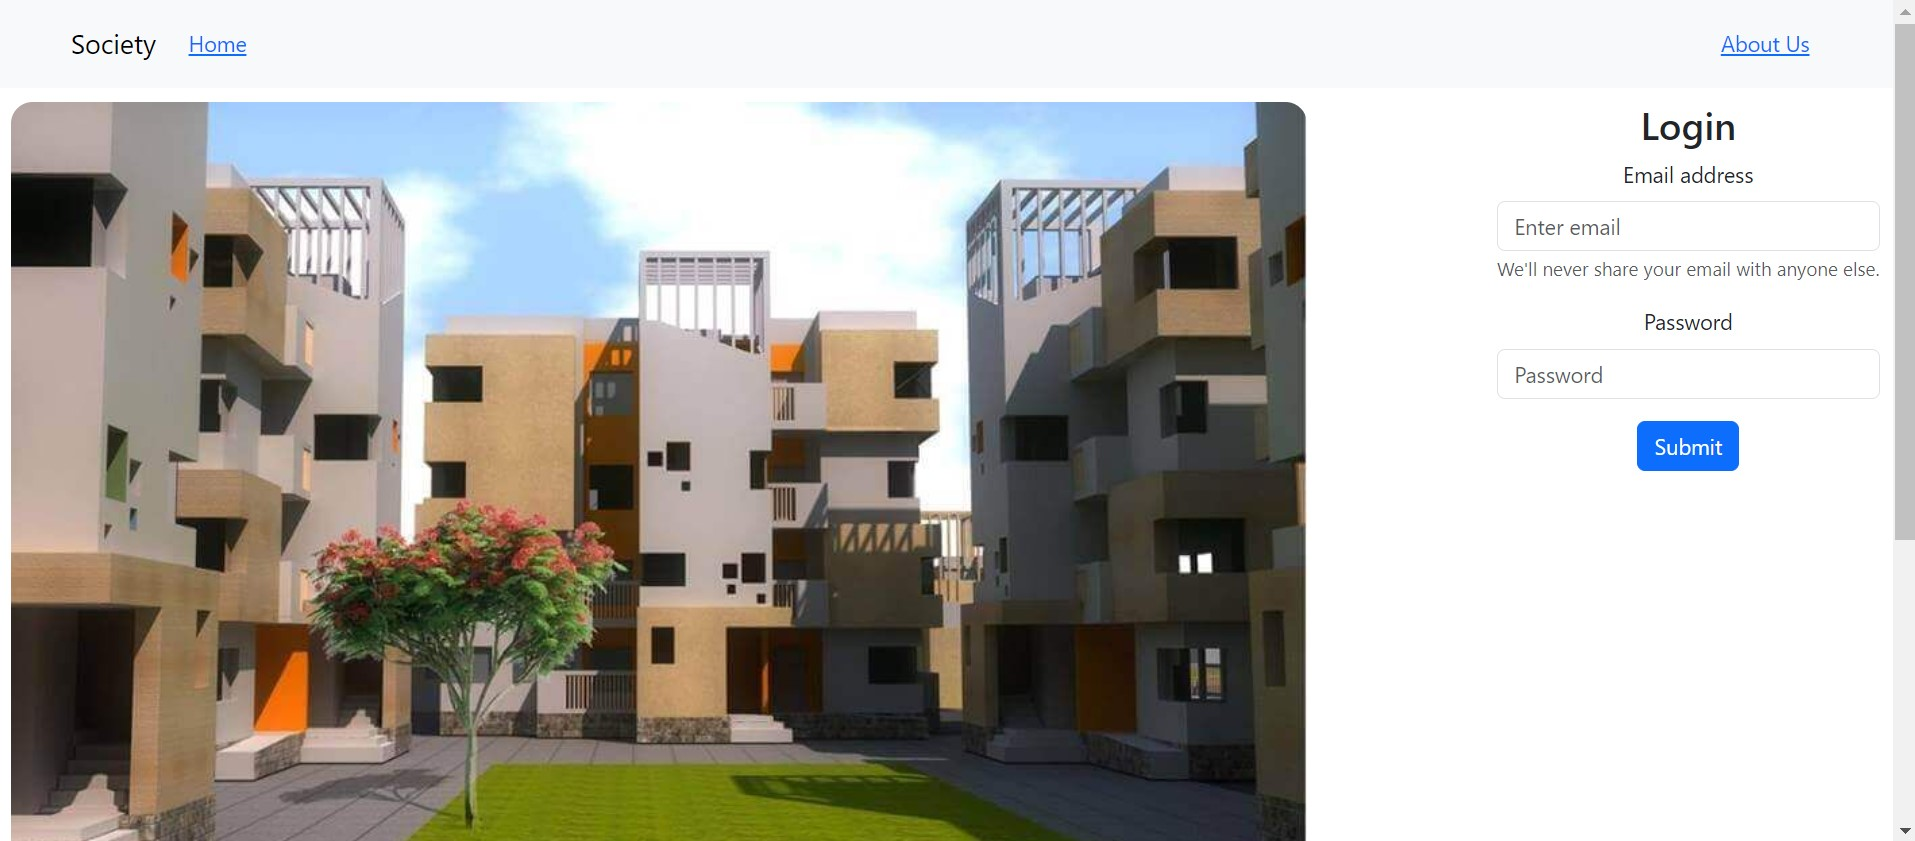 Society Home About Us
Login
Email address
Enter email
We'll never share your email with anyone else.
Password
Password
Submit